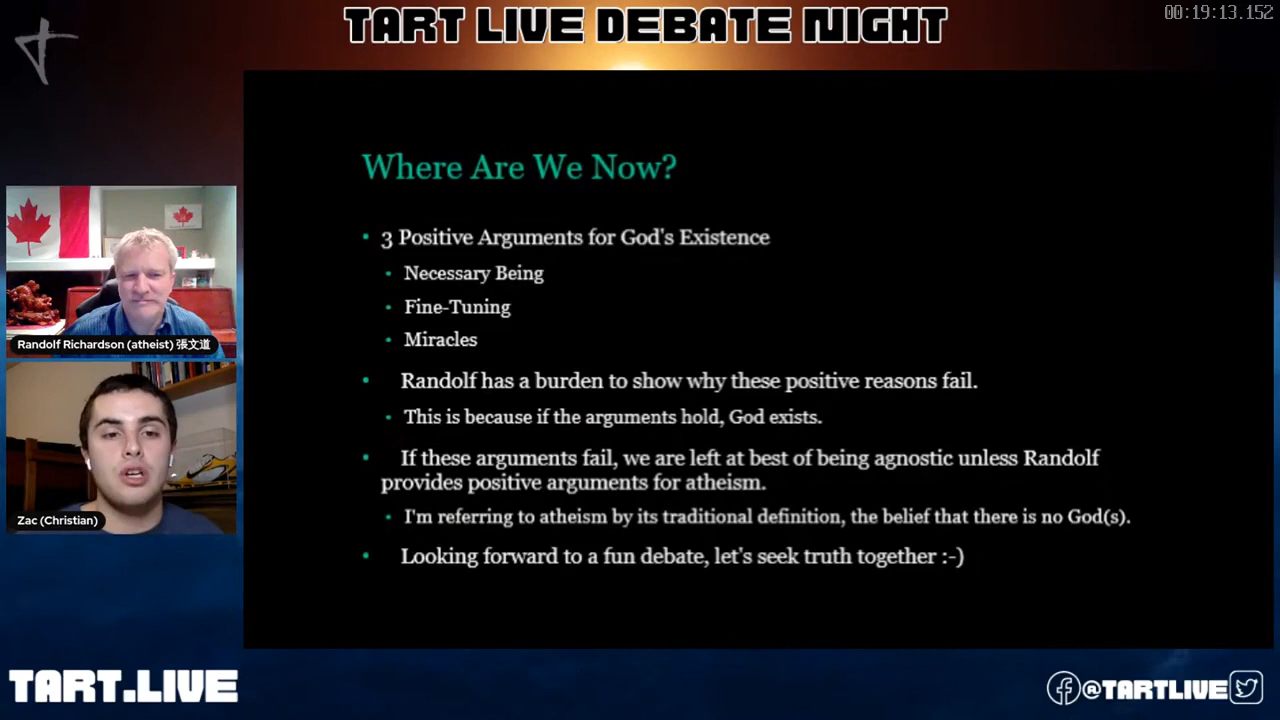 TART LIVE DEBATE NIGHT
00:19:13.152
Where Are We Now?
• 3 Positive Arguments for God's Existence
• Necessary Being
• Fine-Tuning
• Miracles
• Randolf has a burden to show why these positive reasons fail.
• This is because if the arguments hold, God exists.
• If these arguments fail, we are left at best of being agnostic unless Randolf
provides positive arguments for atheism.
• I'm referring to atheism by its traditional definition, the belief that there is no God(s).
• Looking forward to a fun debate, let's seek truth together :-)
Randolf Richardson (atheist) 張文道
Zac (Christian)
TART.LIVE
@TARTLIVE